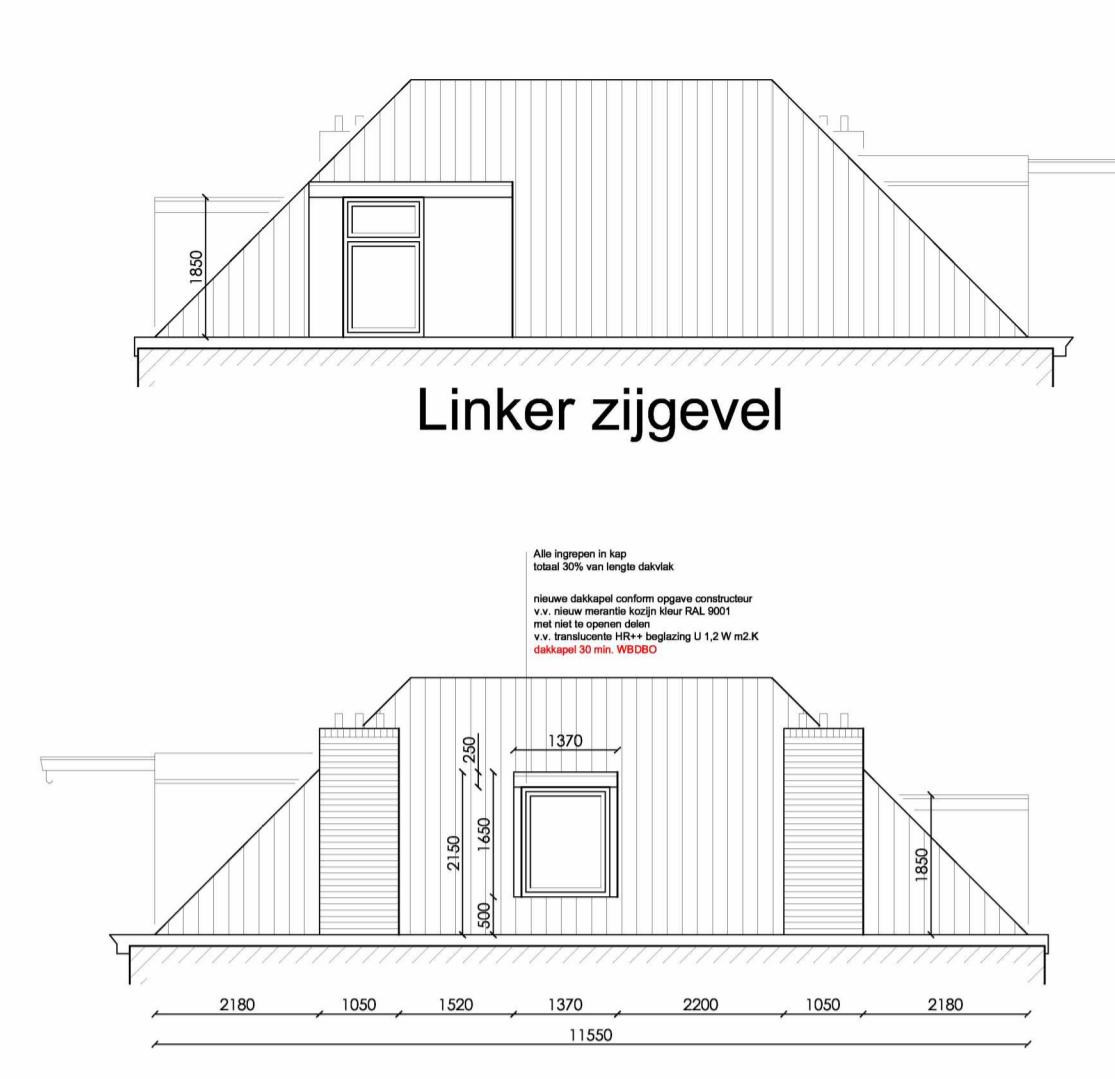 1850
Linker zijgevel
Alle ingrepen in kap
totaal 30% van lengte dakvlak
nieuwe dakkapel conform opgave constructeur
v.v. nieuw merantie kozijn kleur RAL 9001
met niet te openen delen
v.v. translucente HR++ beglazing U 1,2 W m2.K
dakkapel 30 min. WBDBO
250
1370
2150
1650
500
1850
2180 1050 1520 1370 2200 1050 2180
11550